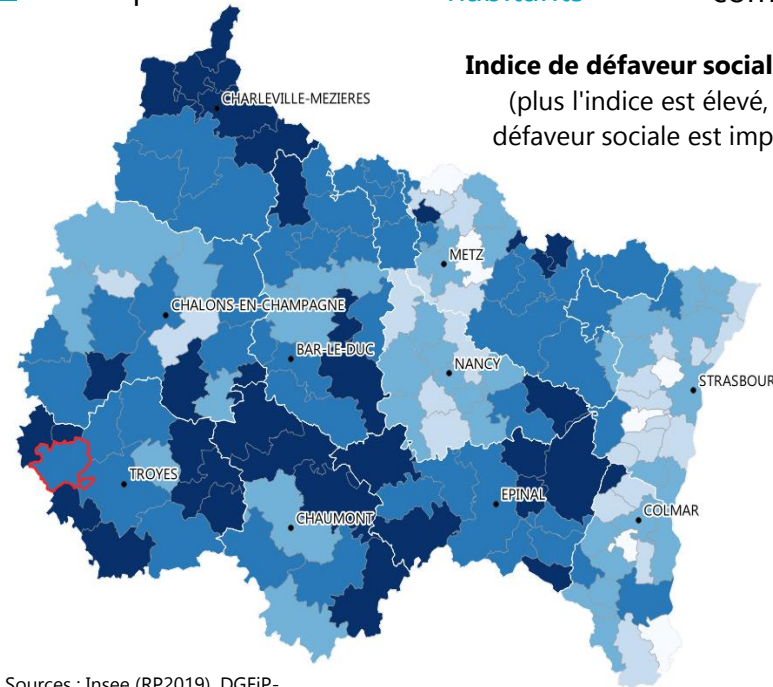 habitants
Indice de défaveur social
(plus l'indice est élevé,
défaveur sociale est imp
CHARLEVILLE-MEZIERES
METZ
CHALONS-EN-CHAMPAGNE
BAR-LE-DUC
NANCY
STRASBOUR
TROYES
EPINAL
COLMAR
CHAUMONT
Sources : Insee (RP2019), DGFiP-